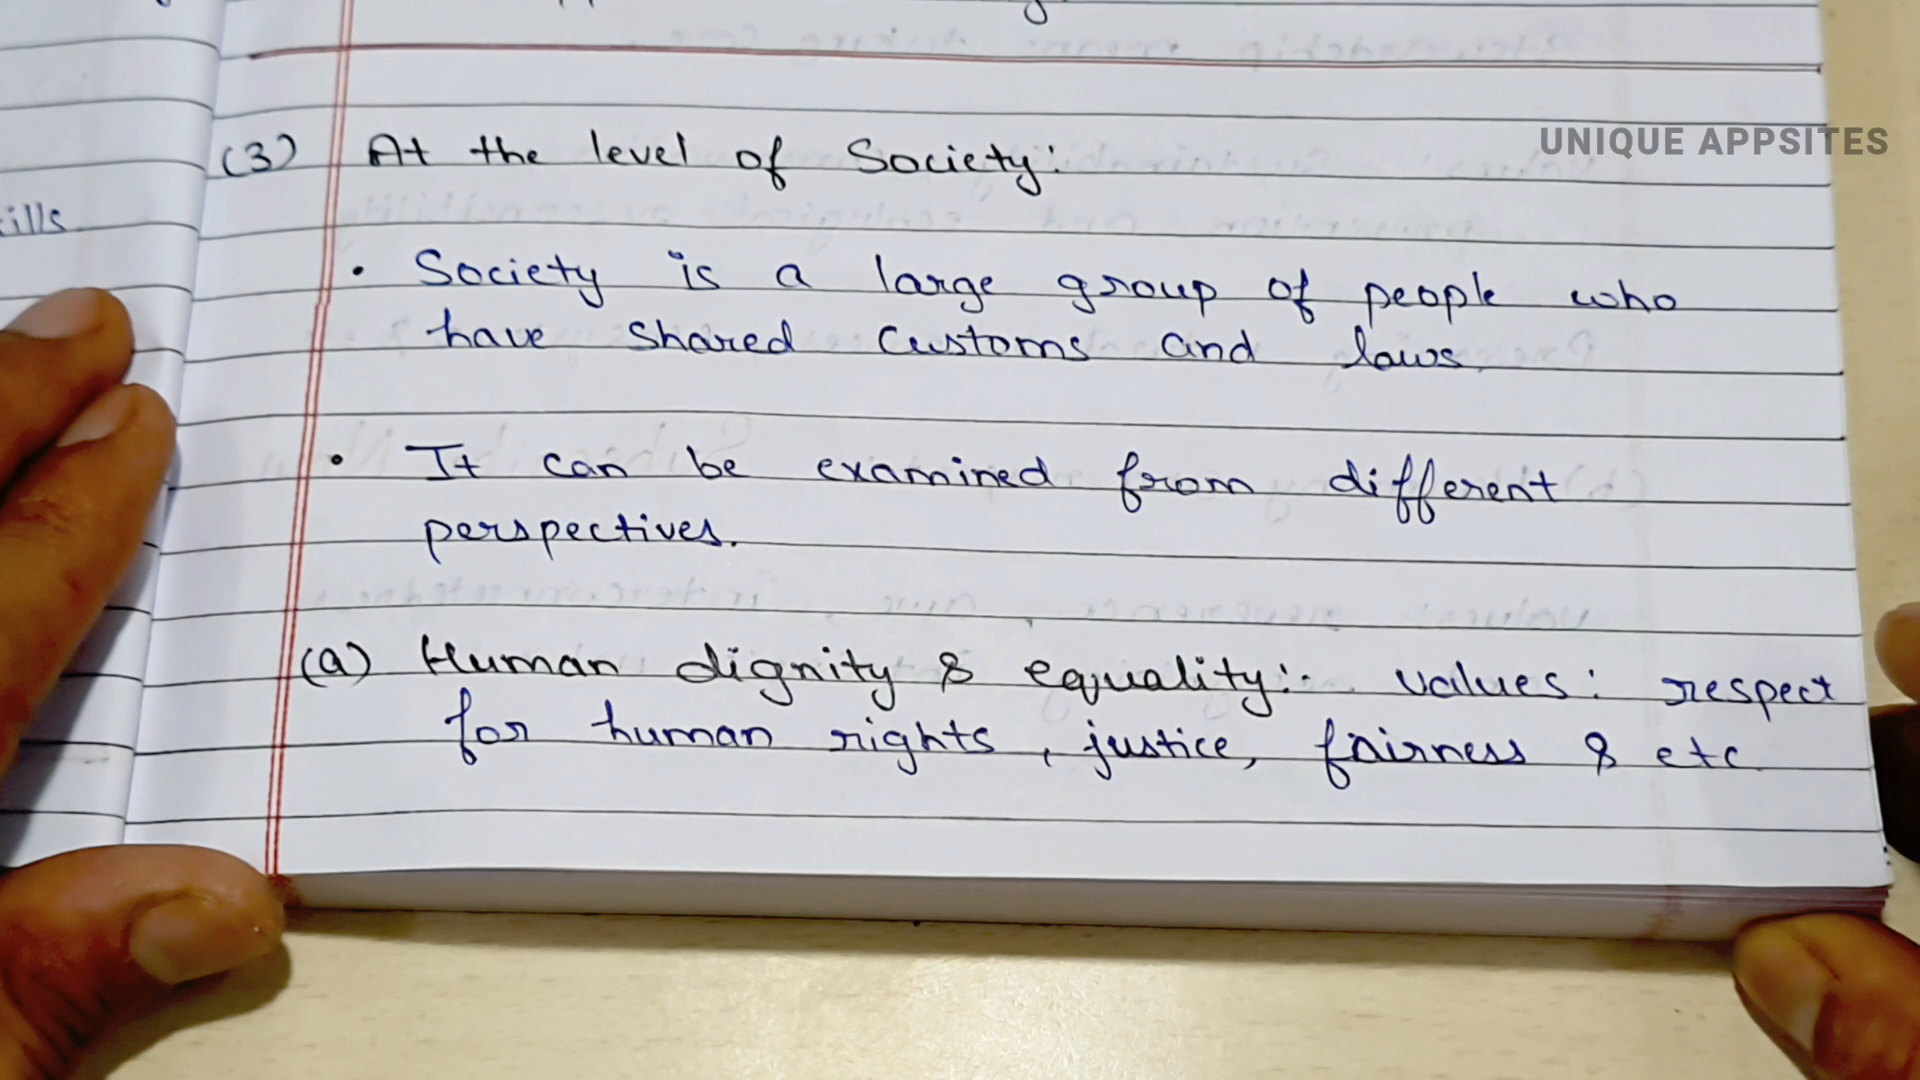 UNIQUE APPSITES
(3) At the level of Society:
ills
• Society is a large group of people who
have shared customs and laws.
• It can be examined from different
perspectives.
(a) Human dignity & equality:- values: respect
for human rights, justice, fairness & etc.